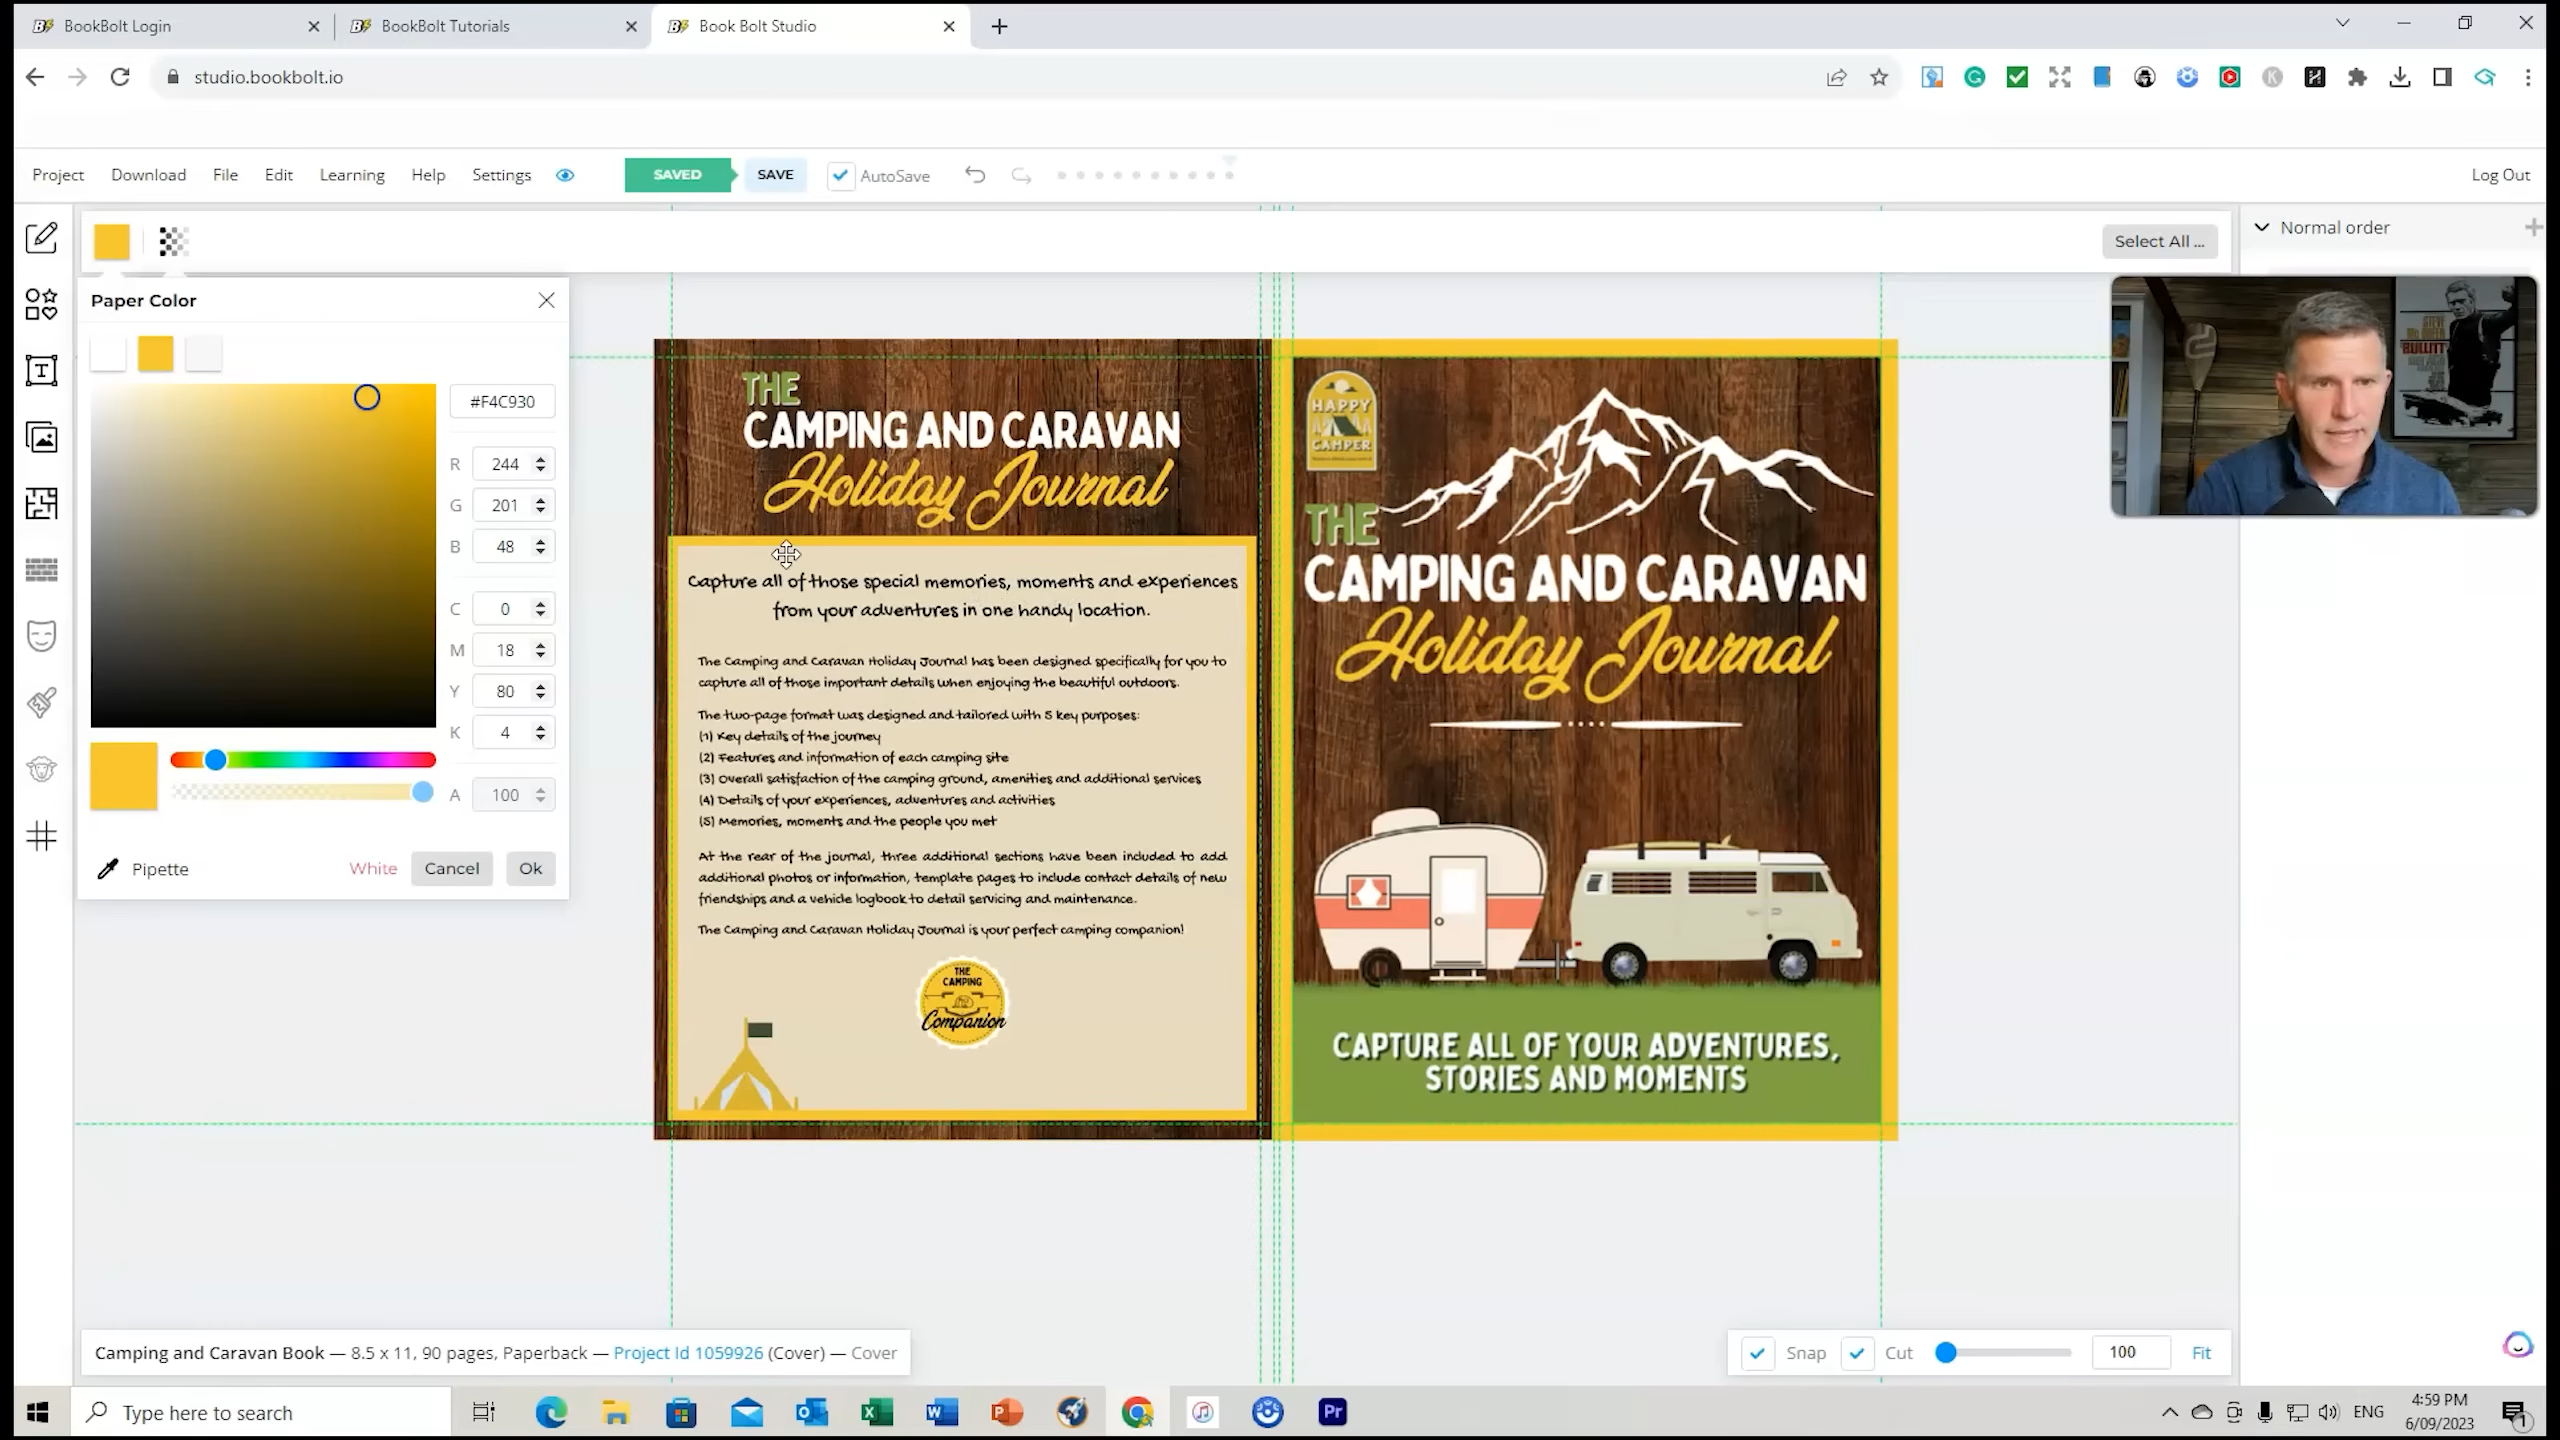 BookBolt Login
BookBolt Tutorials
Book Bolt Studio
studio.bookbolt.io
Project
Download
File
Edit
Learning
Help
Settings
SAVED
SAVE
AutoSave
Log Out
Select All ...
Normal order
Paper Color
#F4C930
R 244
G 201
B 48
C 0
M 18
Y 80
K 4
A 100
Pipette
White
Cancel
Ok
THE
CAMPING AND CARAVAN
Holiday Journal
Capture all of those special memories, moments and experiences
from your adventures in one handy location.
The Camping and Caravan Holiday Journal has been designed specifically for you to
capture all of those important details when enjoying the beautiful outdoors.
The two-page format was designed and tailored with 5 key purposes:
(1) Key details of the journey
(2) Features and information of each camping site
(3) Overall satisfaction of the camping ground, amenities and additional services
(4) Details of your experiences, adventures and activities
(5) Memories, moments and the people you met
At the rear of the journal, three additional sections have been included to add
additional photos or information, template pages to include contact details of new
friendships and a vehicle logbook to detail servicing and maintenance.
The Camping and Caravan Holiday Journal is your perfect camping companion!
THE
CAMPING
Companion
HAPPY
CAMPER
THE
CAMPING AND CARAVAN
Holiday Journal
CAPTURE ALL OF YOUR ADVENTURES,
STORIES AND MOMENTS
STEVE
BULLITT
Camping and Caravan Book — 8.5 x 11, 90 pages, Paperback — Project Id 1059926 (Cover) — Cover
Snap
Cut
100
Fit
Type here to search
ENG
4:59 PM
6/09/2023